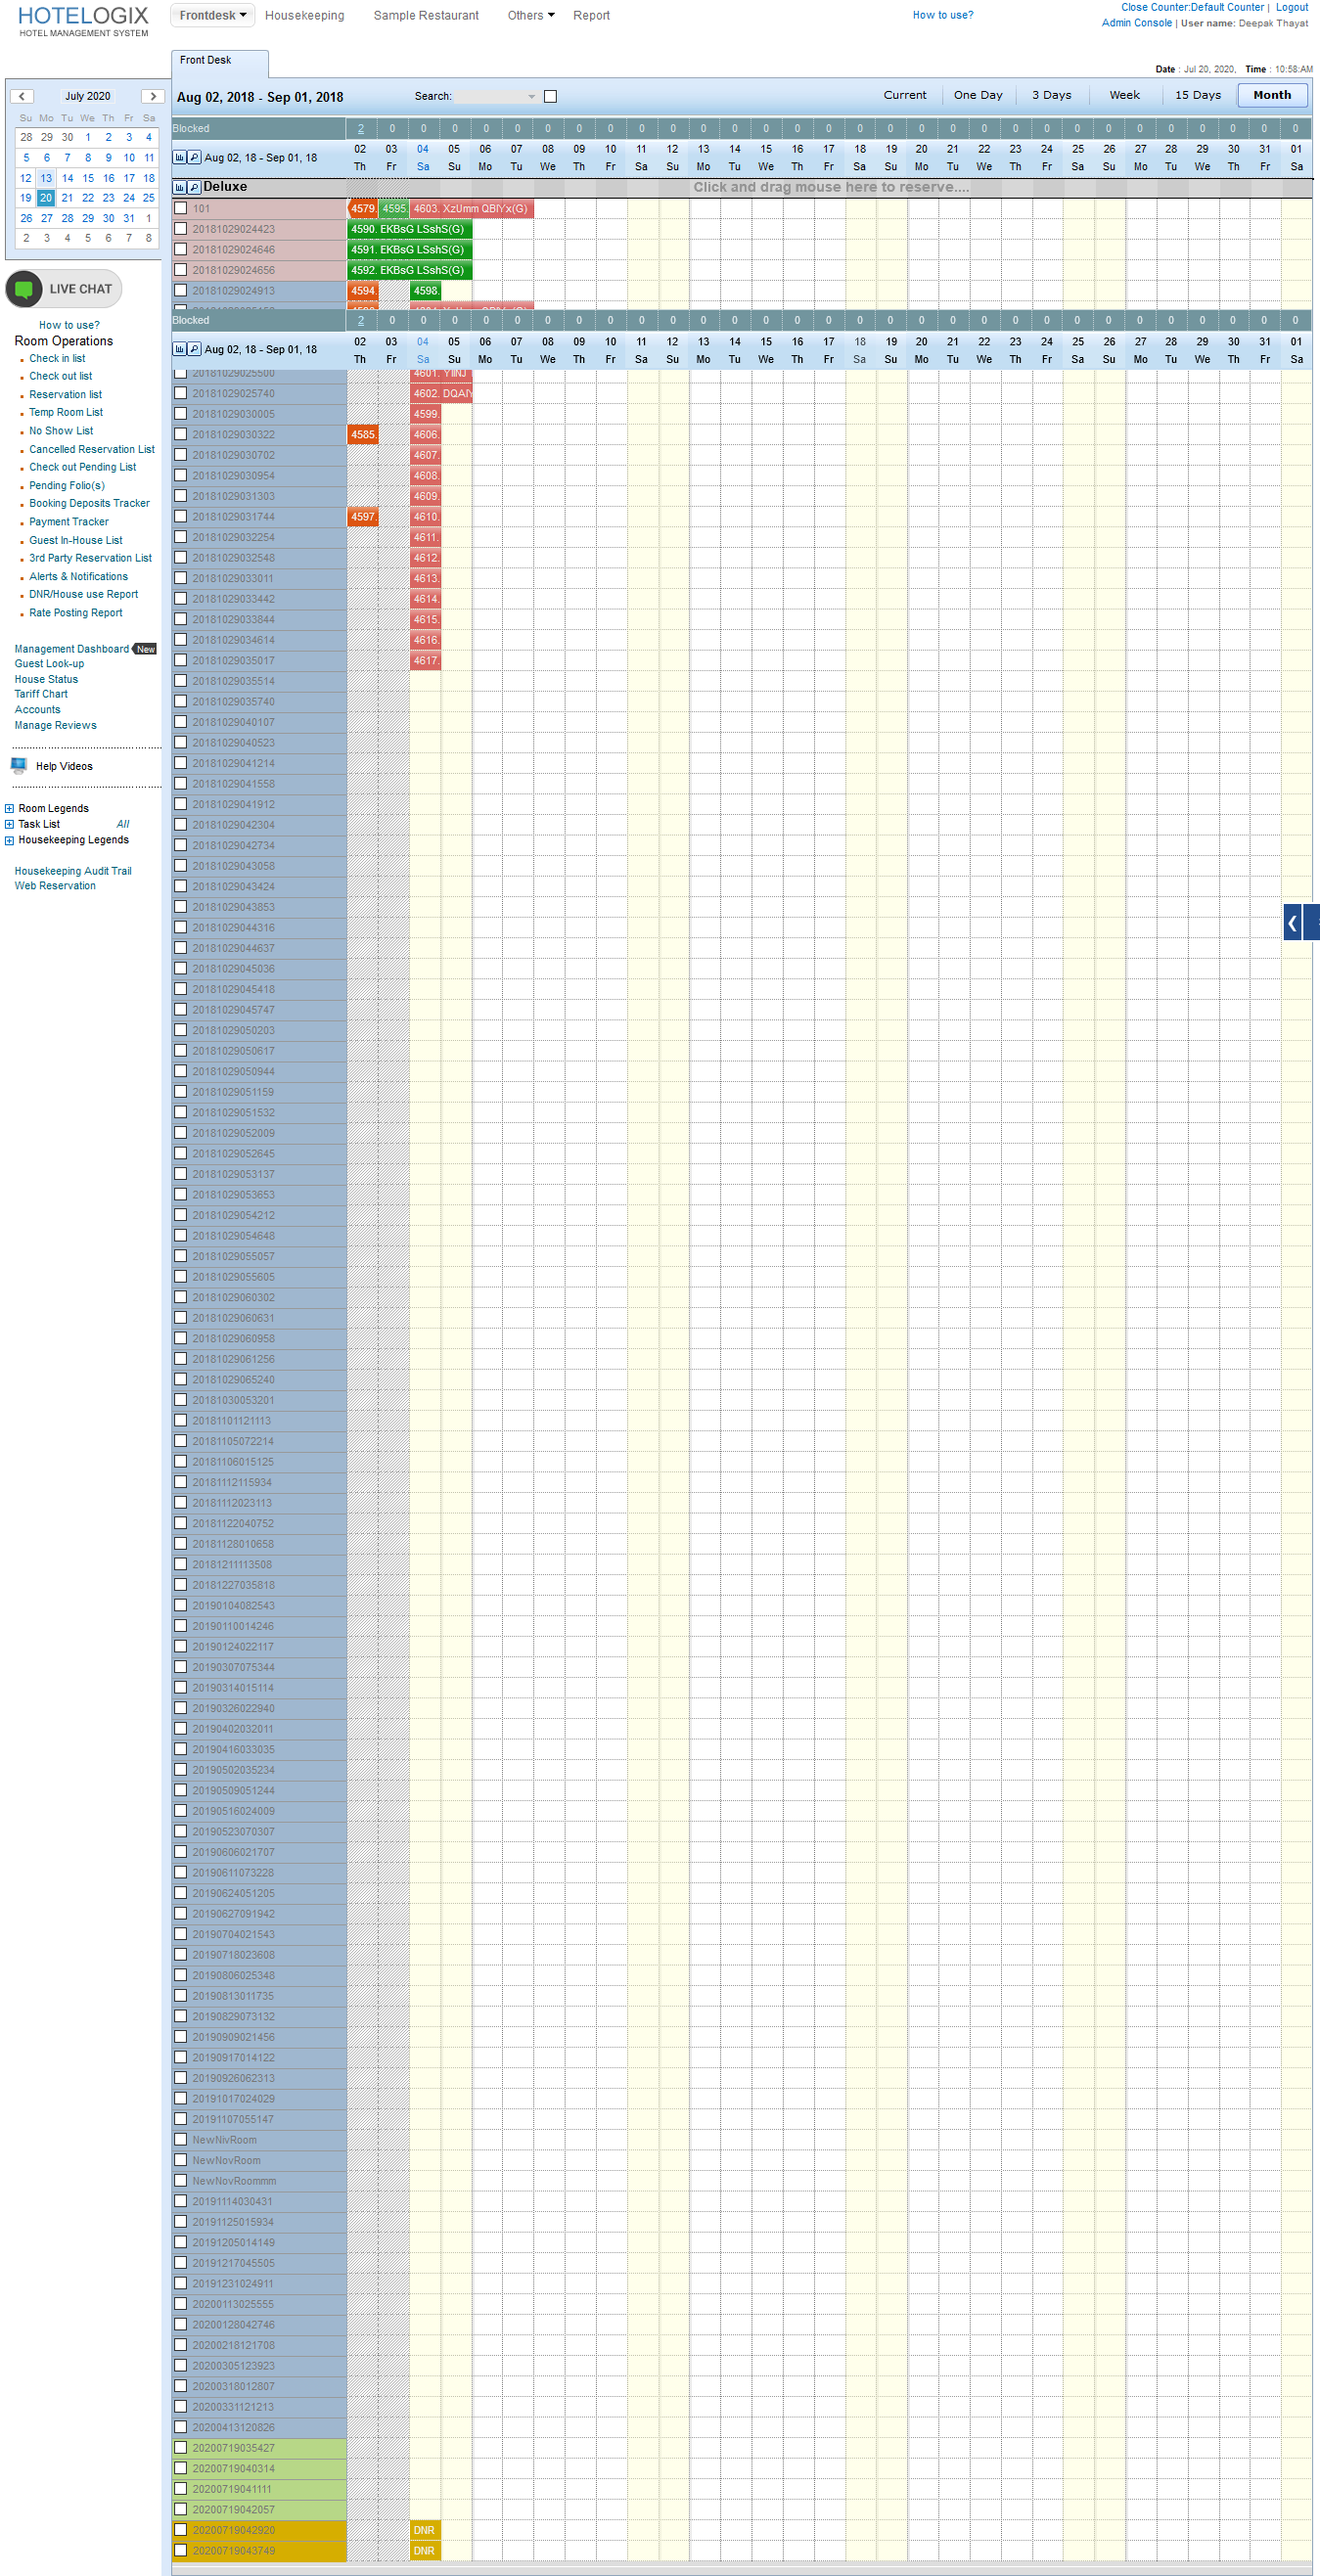 HOTELOGIX
HOTEL MANAGEMENT SYSTEM
Frontdesk Housekeeping Sample Restaurant Others Report
How to use?
Close Counter:Default Counter | Logout
Admin Console | User name: Deepak Thayat
Front Desk
Date : Jul 20, 2020, Time : 10:58:AM
July 2020
Su Mo Tu We Th Fr Sa
28 29 30 1 2 3 4
5 6 7 8 9 10 11
12 13 14 15 16 17 18
19 20 21 22 23 24 25
26 27 28 29 30 31 1
2 3 4 5 6 7 8
LIVE CHAT
How to use?
Room Operations
Check in list
Check out list
Reservation list
Temp Room List
No Show List
Cancelled Reservation List
Check out Pending List
Pending Folio(s)
Booking Deposits Tracker
Payment Tracker
Guest In-House List
3rd Party Reservation List
Alerts & Notifications
DNR/House use Report
Rate Posting Report
Management Dashboard New
Guest Look-up
House Status
Tariff Chart
Accounts
Manage Reviews
Help Videos
Room Legends
Task List All
Housekeeping Legends
Housekeeping Audit Trail
Web Reservation
Aug 02, 2018 - Sep 01, 2018 Search: Current One Day 3 Days Week 15 Days Month
Blocked 2 0 0 0 0 0 0 0 0 0 0 0 0 0 0 0 0 0 0 0 0 0 0 0 0 0 0 0 0 0 0
02 03 04 05 06 07 08 09 10 11 12 13 14 15 16 17 18 19 20 21 22 23 24 25 26 27 28 29 30 31 01
Aug 02, 18 - Sep 01, 18
Th Fr Sa Su Mo Tu We Th Fr Sa Su Mo Tu We Th Fr Sa Su Mo Tu We Th Fr Sa Su Mo Tu We Th Fr Sa
Deluxe Click and drag mouse here to reserve....
101 4579. 4595. 4603. XzUmm QBlYx(G)
20181029024423 4590. EKBsG LSshS(G)
20181029024646 4591. EKBsG LSshS(G)
20181029024656 4592. EKBsG LSshS(G)
20181029024913 4594. 4598.
Blocked 2 0 0 0 0 0 0 0 0 0 0 0 0 0 0 0 0 0 0 0 0 0 0 0 0 0 0 0 0 0 0
02 03 04 05 06 07 08 09 10 11 12 13 14 15 16 17 18 19 20 21 22 23 24 25 26 27 28 29 30 31 01
Aug 02, 18 - Sep 01, 18
Th Fr Sa Su Mo Tu We Th Fr Sa Su Mo Tu We Th Fr Sa Su Mo Tu We Th Fr Sa Su Mo Tu We Th Fr Sa
20181029025500 4601.
20181029025740 4602. DQAIY
20181029030005 4599.
20181029030322 4585. 4606.
20181029030702 4607.
20181029030954 4608.
20181029031303 4609.
20181029031744 4597. 4610.
20181029032254 4611.
20181029032548 4612.
20181029033011 4613.
20181029033442 4614.
20181029033844 4615.
20181029034614 4616.
20181029035017 4617.
20181029035514
20181029035740
20181029040107
20181029040523
20181029041214
20181029041558
20181029041912
20181029042304
20181029042734
20181029043058
20181029043424
20181029043853
20181029044316
20181029044637
20181029045036
20181029045418
20181029045747
20181029050203
20181029050617
20181029050944
20181029051159
20181029051532
20181029052009
20181029052645
20181029053137
20181029053653
20181029054212
20181029054648
20181029055057
20181029055605
20181029060302
20181029060631
20181029060958
20181029061256
20181029065240
20181030053201
20181101121113
20181105072214
20181106015125
20181112115934
20181112023113
20181122040752
20181128010658
20181211113508
20181227035818
20190104082543
20190110014246
20190124022117
20190307075344
20190314015114
20190326022940
20190402032011
20190416033035
20190502035234
20190509051244
20190516024009
20190523070307
20190606021707
20190611073228
20190624051205
20190627091942
20190704021543
20190718023608
20190806025348
20190813011735
20190829073132
20190909021456
20190917014122
20190926062313
20191017024029
20191107055147
NewNivRoom
NewNovRoom
NewNovRoommm
20191114030431
20191125015934
20191205014149
20191217045505
20191231024911
20200113025555
20200128042746
20200218121708
20200305123923
20200318012807
20200331121213
20200413120826
20200719035427
20200719040314
20200719041111
20200719042057
20200719042920 DNR
20200719043749 DNR